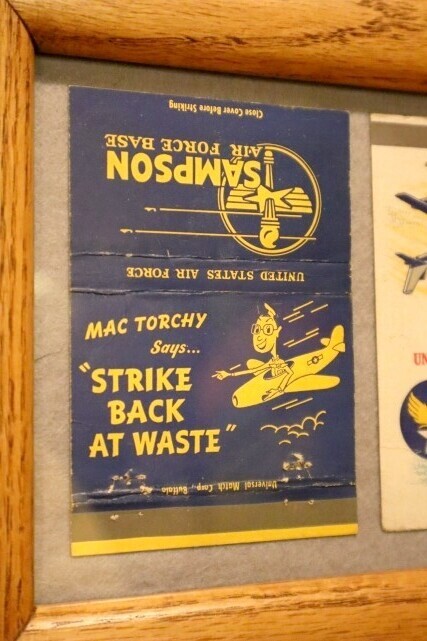 Close Cover Before Striking
SAMPSON
AIR FORCE BASE
UNITED STATES AIR FORCE
MAC TORCHY
Says...
"STRIKE
BACK
AT WASTE"
Universal Match Corp., Buffalo
UN